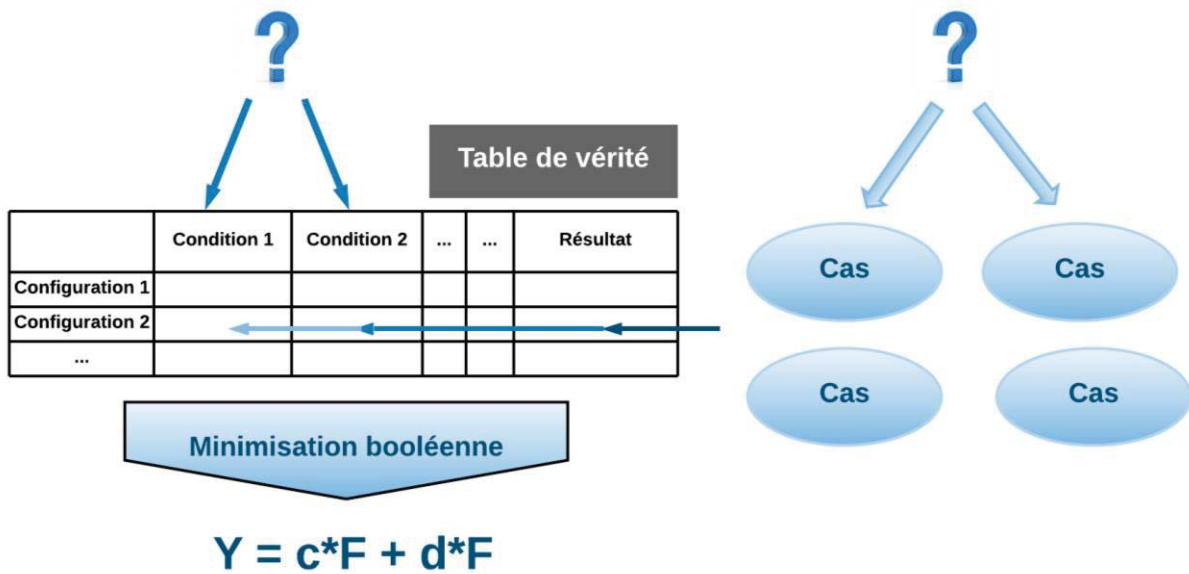 ? ?
Table de vérité
Condition 1 Condition 2 ... ... Résultat
Configuration 1
Configuration 2
...
Cas Cas
Cas Cas
Minimisation booléenne
Y = c*F + d*F